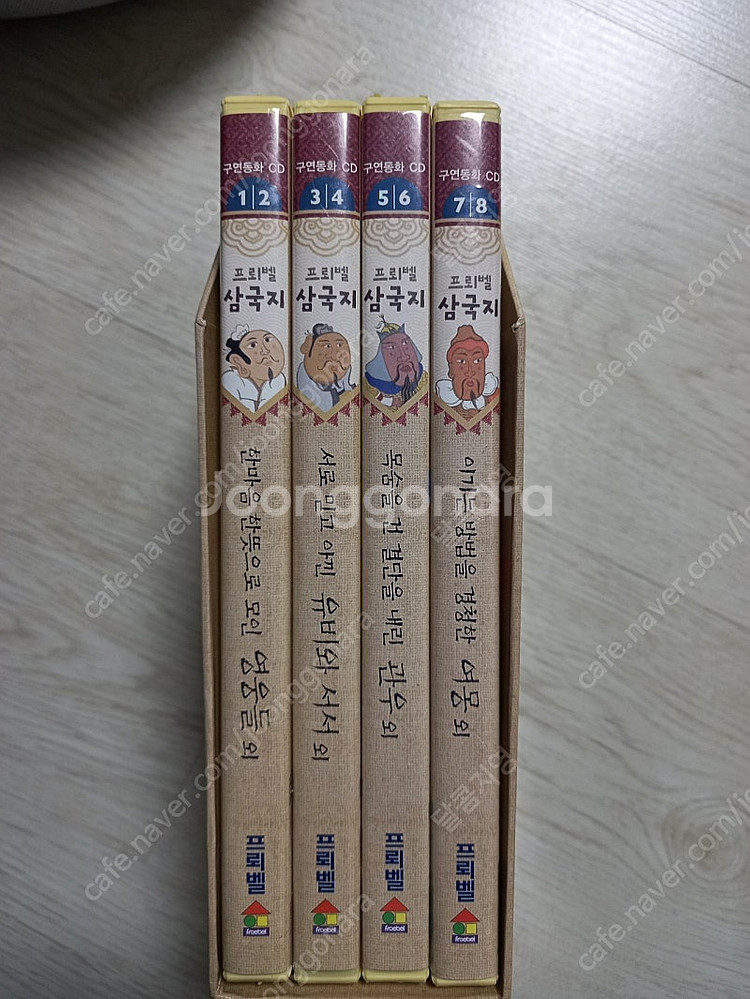 구연동화 CD
1|2
프뢰벨
삼국지
한마음 한뜻으로 모인 영웅들 외
프뢰벨
froebel
구연동화 CD
3|4
프뢰벨
삼국지
서로 믿고 아낀 유비와 서서 외
프뢰벨
froebel
구연동화 CD
5|6
프뢰벨
삼국지
목숨을 건 결단을 내린 관우 외
프뢰벨
froebel
구연동화 CD
7|8
프뢰벨
삼국지
이기는 방법을 경청한 여몽 외
프뢰벨
froebel
Joonggonara
달콤지영
cafe.naver.com/joonggonara